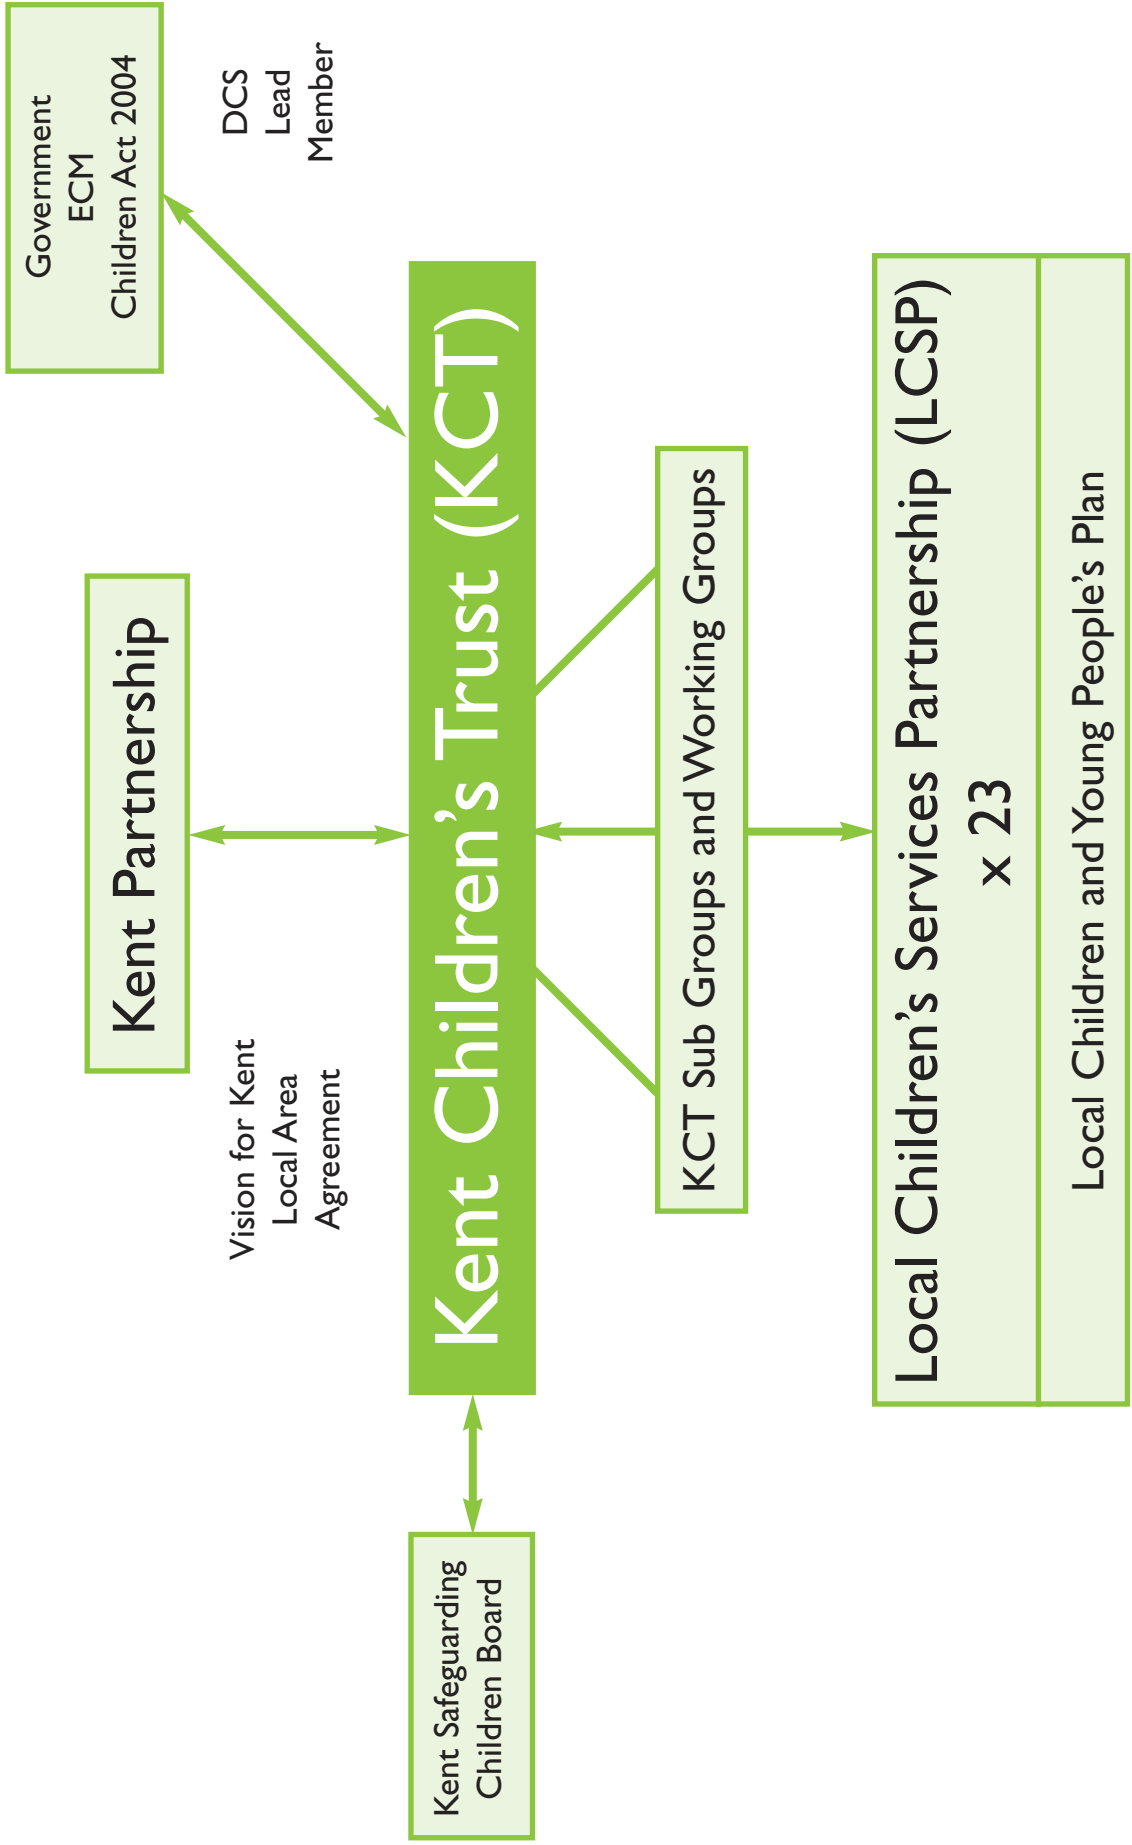 Kent Partnership
Government
ECM
Children Act 2004
Vision for Kent
Local Area
Agreement
DCS
Lead
Member
Kent Safeguarding
Children Board
Kent Children’s Trust (KCT)
KCT Sub Groups and Working Groups
Local Children’s Services Partnership (LCSP)
x 23
Local Children and Young People’s Plan